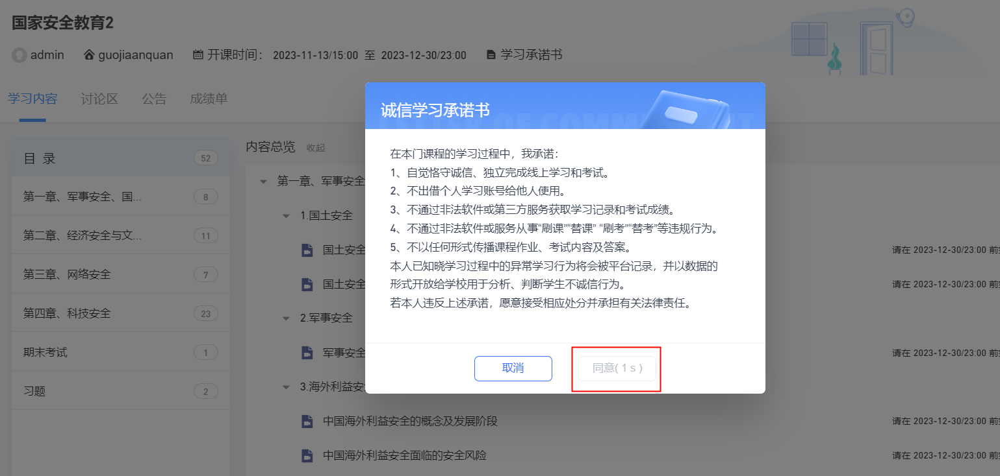 国家安全教育2
admin guojiaanquan 开课时间： 2023-11-13/15:00 至 2023-12-30/23:00 学习承诺书
学习内容 讨论区 公告 成绩单
诚信学习承诺书
LETTER OF COMMITMENT
目 录 52
第一章、军事安全、国... 8
第二章、经济安全与文... 11
第三章、网络安全 7
第四章、科技安全 23
期末考试 1
习题 2
内容总览 收起
第一章、军事安全
1.国土安全
国土安全 请在 2023-12-30/23:00 前
国土安全 请在 2023-12-30/23:00 前
2.军事安全
军事安全 请在 2023-12-30/23:00 前
3.海外利益安
中国海外利益安全的概念及发展阶段 请在 2023-12-30/23:00 前
中国海外利益安全面临的安全风险 请在 2023-12-30/23:00 前
在本门课程的学习过程中，我承诺：
1、自觉恪守诚信、独立完成线上学习和考试。
2、不出借个人学习账号给他人使用。
3、不通过非法软件或第三方服务获取学习记录和考试成绩。
4、不通过非法软件或服务从事“刷课”“替课” “刷考”“替考”等违规行为。
5、不以任何形式传播课程作业、考试内容及答案。
本人已知晓学习过程中的异常学习行为将会被平台记录，并以数据的
形式开放给学校用于分析、判断学生不诚信行为。
若本人违反上述承诺，愿意接受相应处分并承担有关法律责任。
取消 同意( 1 s )